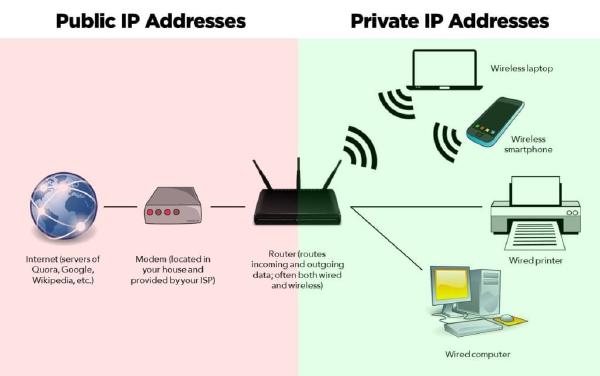 Public IP Addresses
Private IP Addresses
Wireless laptop
Wireless
smartphone
Internet (servers of
Quora, Google,
Wikipedia, etc.)
Modem (located in
your house and
provided by your ISP)
Router (routes
incoming and outgoing
data; often both wired
and wireless)
Wired printer
Wired computer